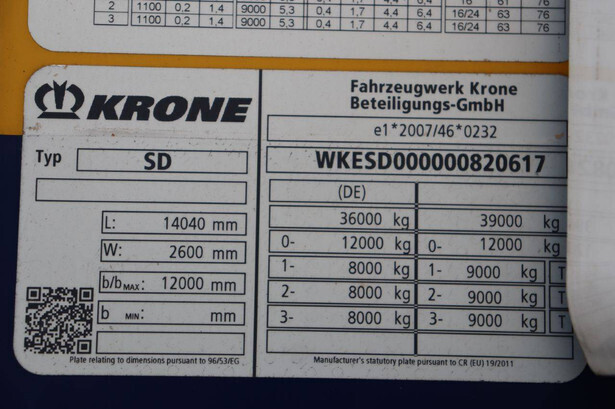 2 1100 0,2 1,4 9000 5,3 0,4 1,7 4,4 6,4 16 61 76
3 1100 0,2 1,4 9000 5,3 0,4 1,7 4,4 6,4 16/24 63 76
16/24 63 76
KRONE
Fahrzeugwerk Krone
Beteiligungs-GmbH
e1*2007/46*0232
Typ SD
WKESD000000820617
(DE)
L: 14040 mm
36000 kg 39000 kg
W: 2600 mm
0- 12000 kg 0- 12000 kg
b/bMAX: 12000 mm
1- 8000 kg 1- 9000 kg T
b MIN: mm
2- 8000 kg 2- 9000 kg T
3- 8000 kg 3- 9000 kg T
Plate relating to dimensions pursuant to 96/53/EG
Manufacturer's statutory plate pursuant to CR (EU) 19/2011